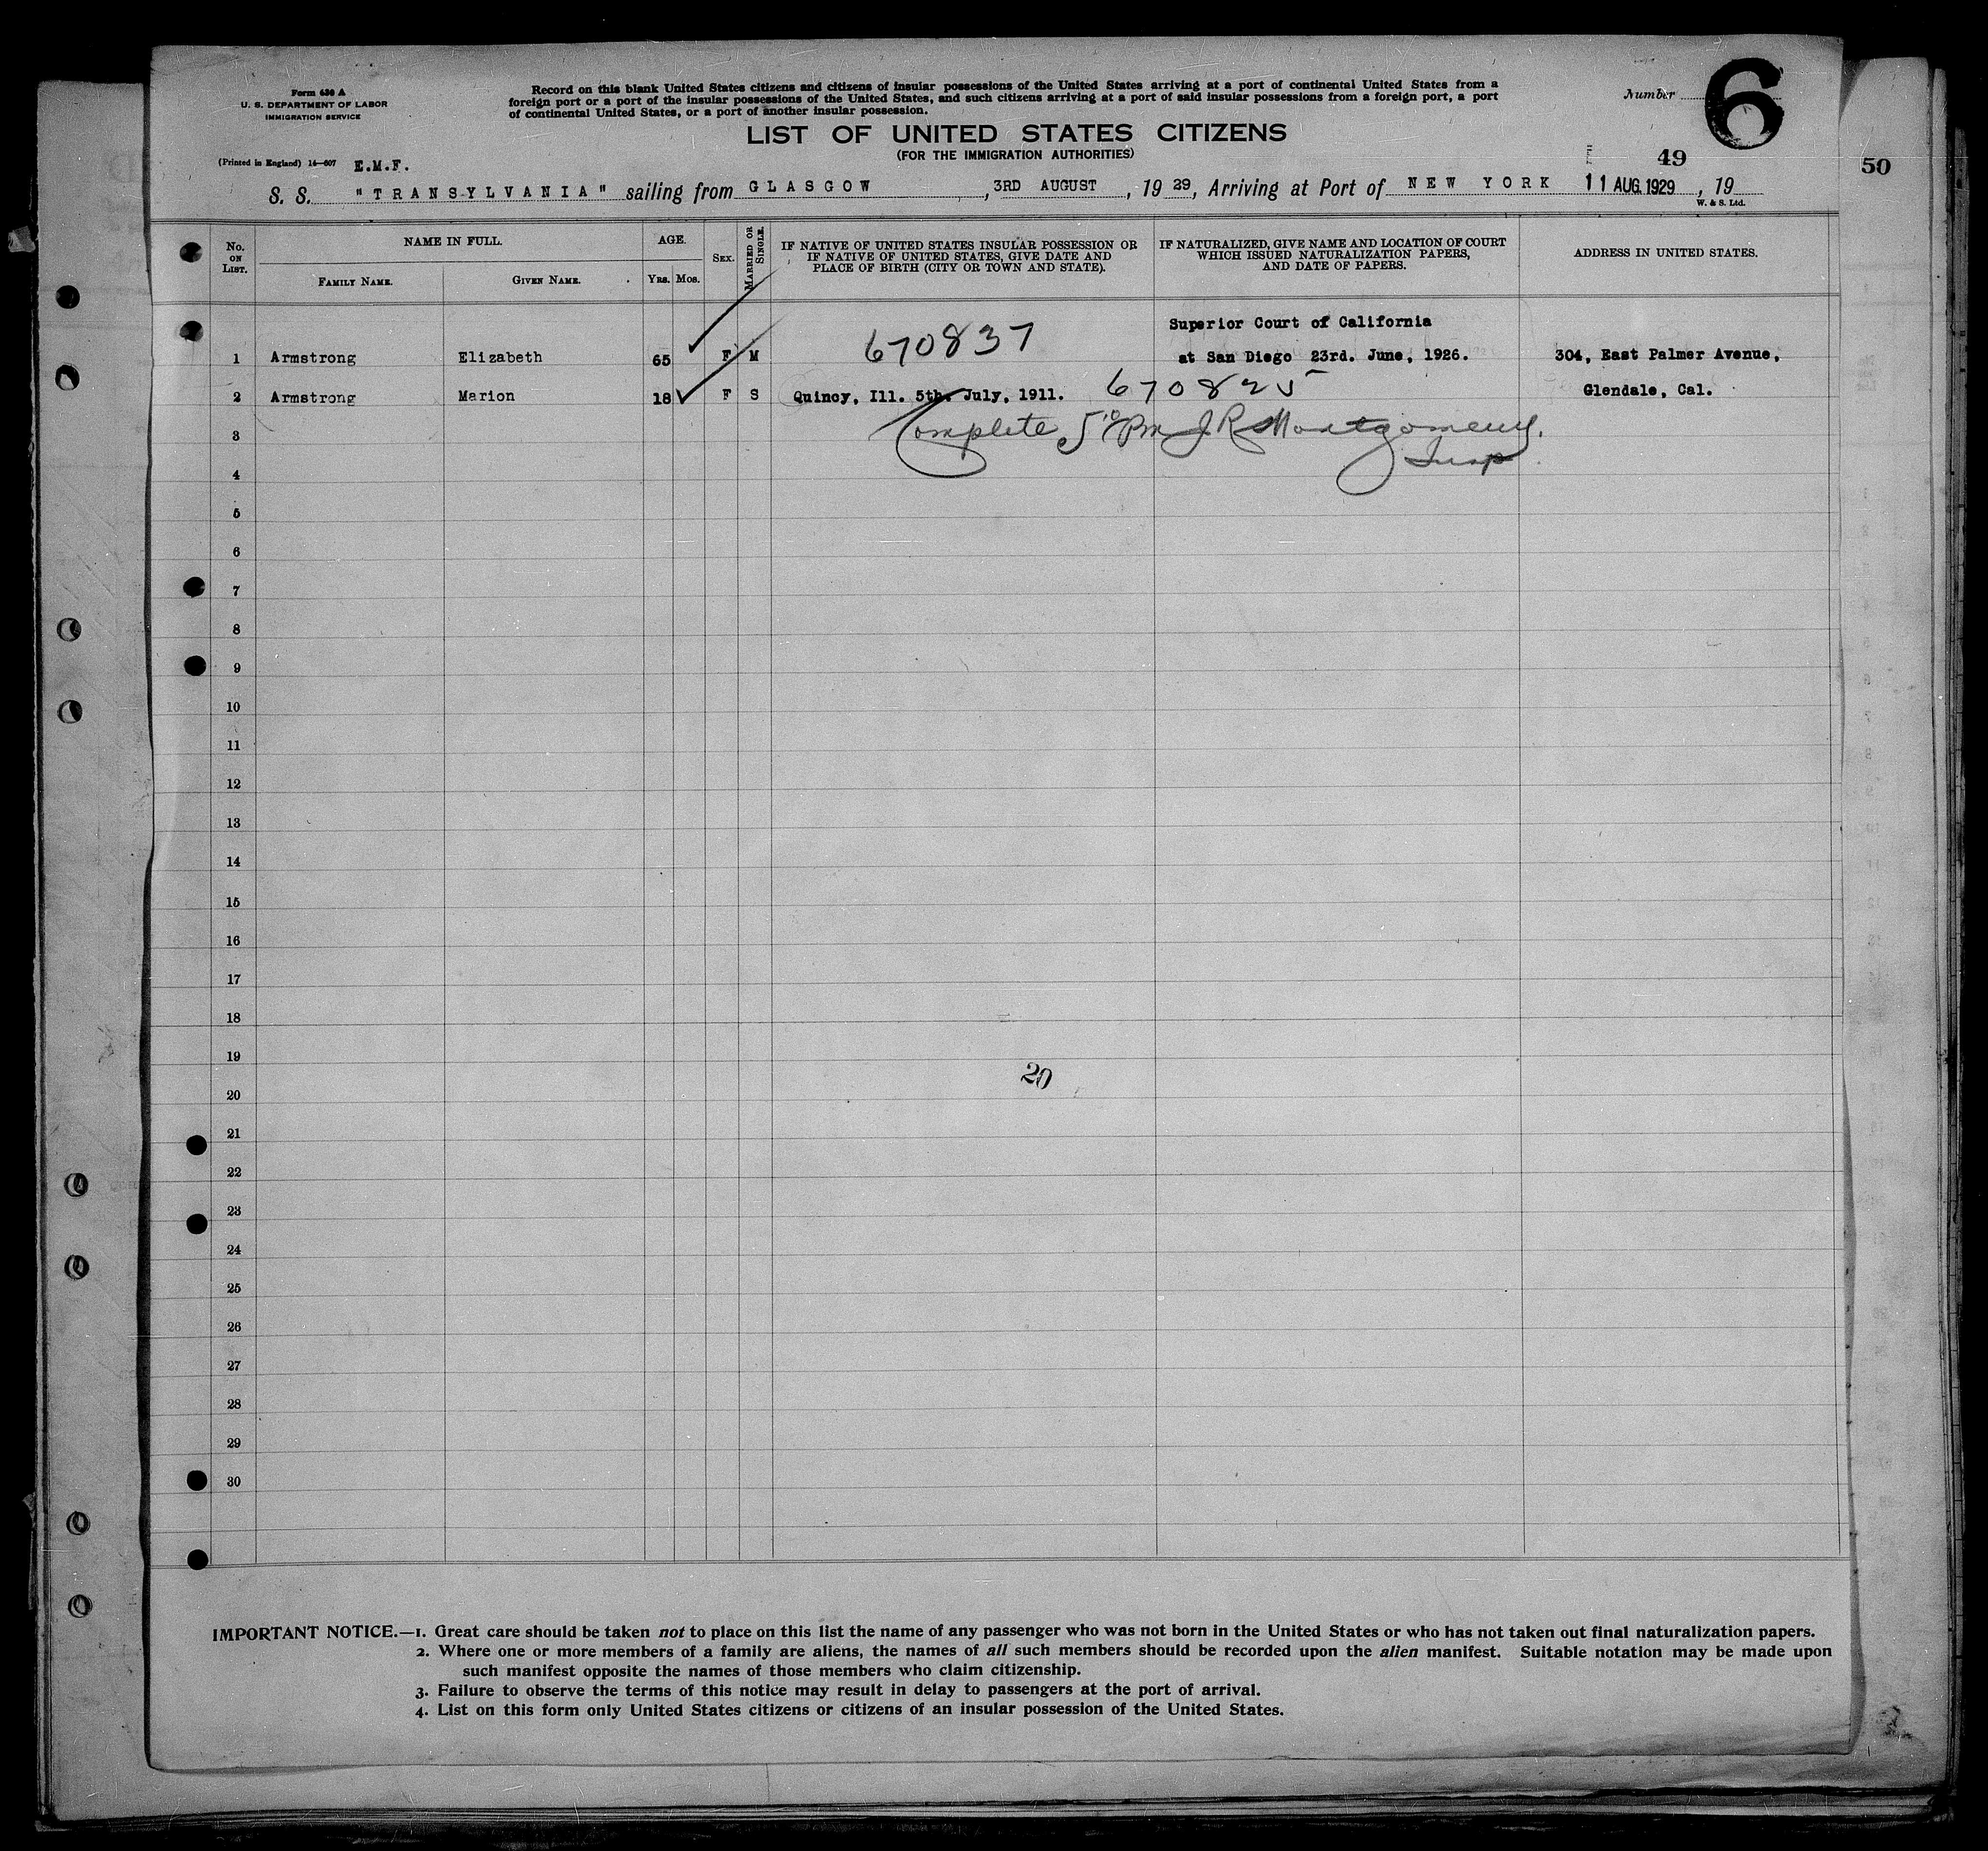 Form 630 A
U. S. DEPARTMENT OF LABOR
IMMIGRATION SERVICE
Record on this blank United States citizens and citizens of insular possessions of the United States arriving at a port of continental United States from a
foreign port or a port of the insular possessions of the United States, and such citizens arriving at a port of said insular possessions from a foreign port, a port
of continental United States, or a port of another insular possession.
Number 6
LIST OF UNITED STATES CITIZENS
(FOR THE IMMIGRATION AUTHORITIES)
(Printed in England) 14—607 E.M.F.
49
50
S. S. "TRANSYLVANIA" sailing from GLASGOW, 3RD AUGUST, 19 29, Arriving at Port of NEW YORK 11 AUG. 1929, 19
W. & S. Ltd.
No. ON LIST.
NAME IN FULL.
FAMILY NAME.
GIVEN NAME.
AGE.
YRS. MOS.
SEX.
MARRIED OR SINGLE.
IF NATIVE OF UNITED STATES INSULAR POSSESSION OR
IF NATIVE OF UNITED STATES, GIVE DATE AND
PLACE OF BIRTH (CITY OR TOWN AND STATE).
IF NATURALIZED, GIVE NAME AND LOCATION OF COURT
WHICH ISSUED NATURALIZATION PAPERS,
AND DATE OF PAPERS.
ADDRESS IN UNITED STATES.
Superior Court of California
1 Armstrong Elizabeth 65 F M 670837 at San Diego 23rd. June, 1926. 304, East Palmer Avenue,
2 Armstrong Marion 18 F S Quincy, Ill. 5th. July, 1911. 670825 Glendale, Cal.
3 Complete 5 10 Pm J R Montgomery.
Insp
4
5
6
7
8
9
10
11
12
13
14
15
16
17
18
19
20
20
21
22
23
24
25
26
27
28
29
30
IMPORTANT NOTICE.—1. Great care should be taken not to place on this list the name of any passenger who was not born in the United States or who has not taken out final naturalization papers.
2. Where one or more members of a family are aliens, the names of all such members should be recorded upon the alien manifest. Suitable notation may be made upon
such manifest opposite the names of those members who claim citizenship.
3. Failure to observe the terms of this notice may result in delay to passengers at the port of arrival.
4. List on this form only United States citizens or citizens of an insular possession of the United States.